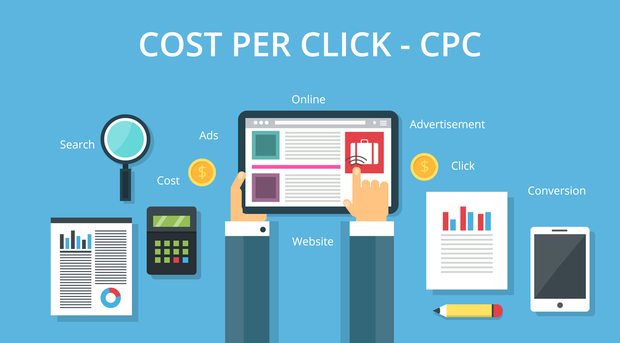 COST PER CLICK - CPC
Online
Advertisement
Ads
Search
Click
Cost
Conversion
Website
$
$